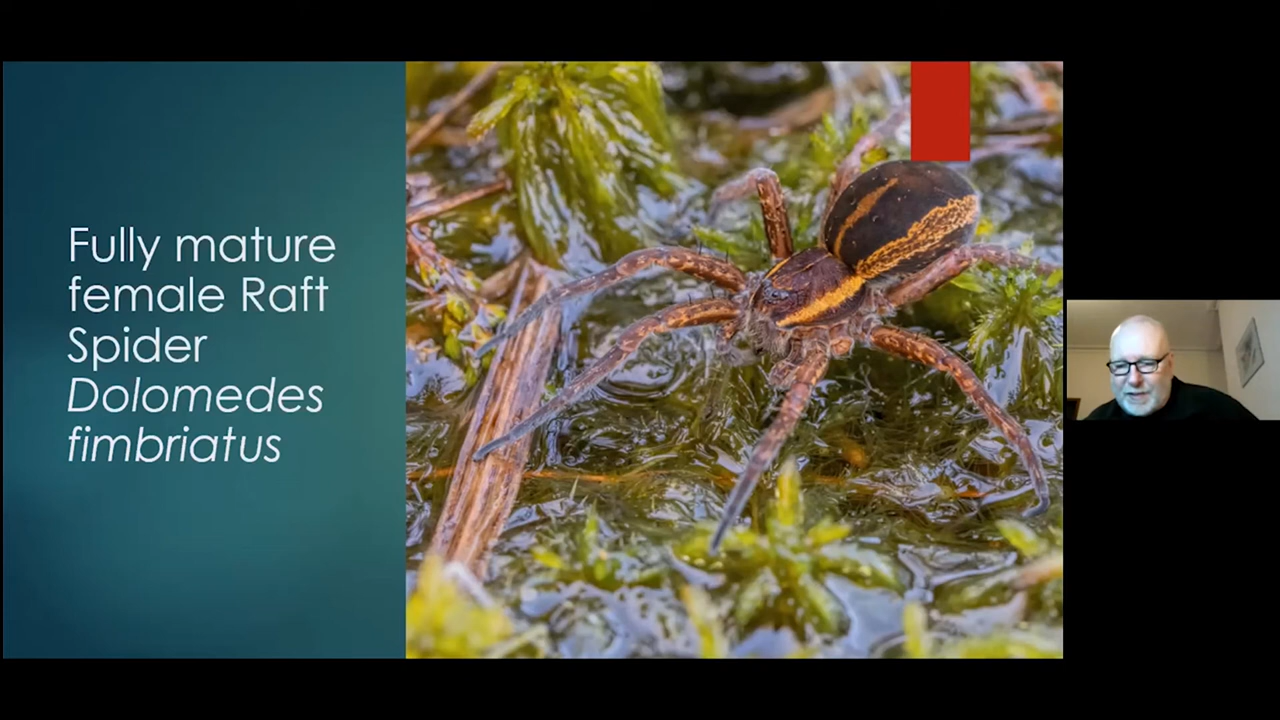 Fully mature
female Raft
Spider
Dolomedes
fimbriatus